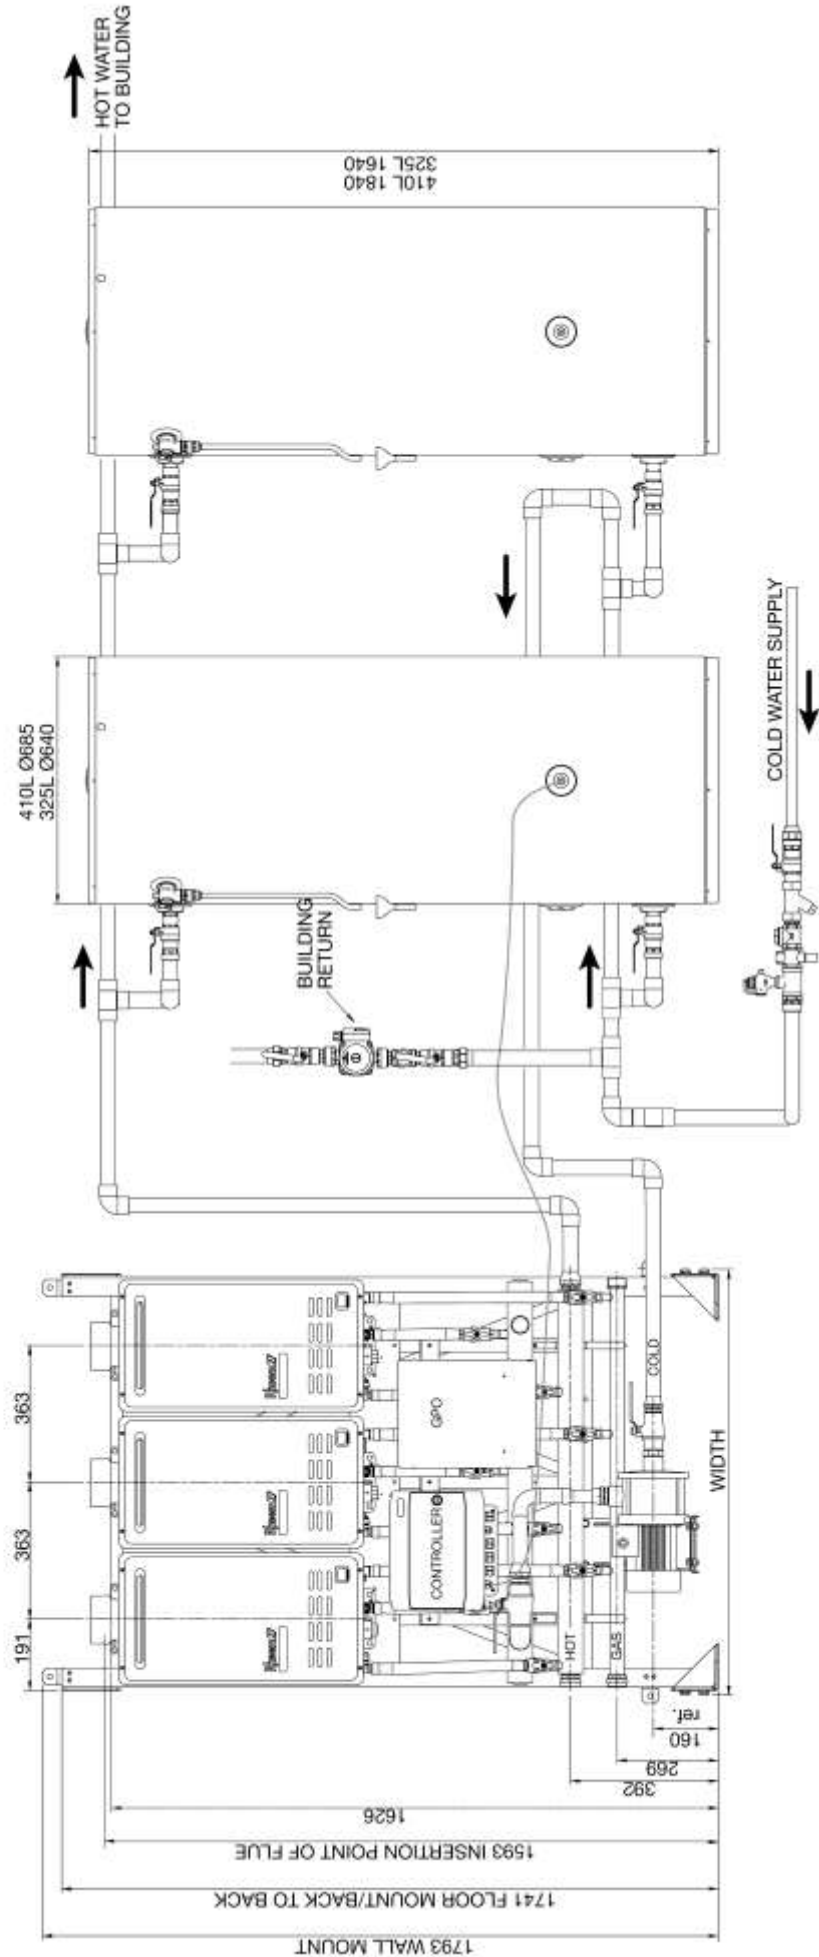 HOT WATER
TO BUILDING
410L 1840
325L 1640
410L Ø685
325L Ø640
COLD WATER SUPPLY
BUILDING
RETURN
363
363
191
GPO
CONTROLLER
HOT
GAS
COLD
WIDTH
160
ref.
269
392
1626
1593 INSERTION POINT OF FLUE
1741 FLOOR MOUNT/BACK TO BACK
1793 WALL MOUNT